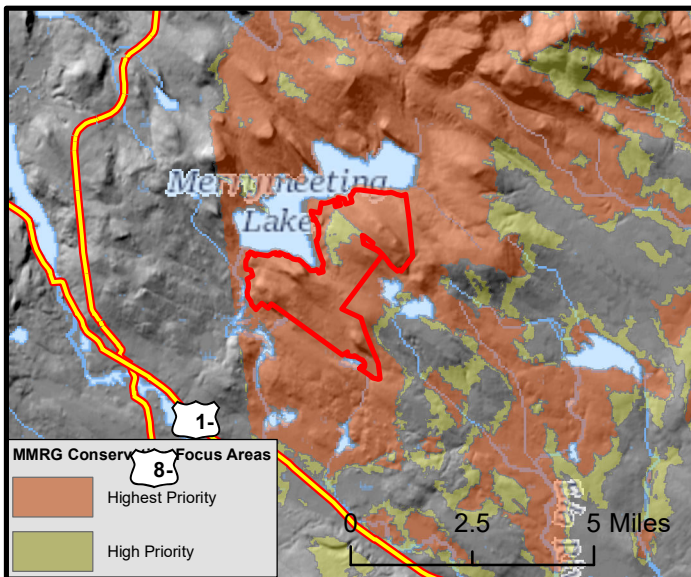 Merrymeeting
Lake
1-
8-
MMRG Conserv Focus Areas
Highest Priority
High Priority
0 2.5 5 Miles